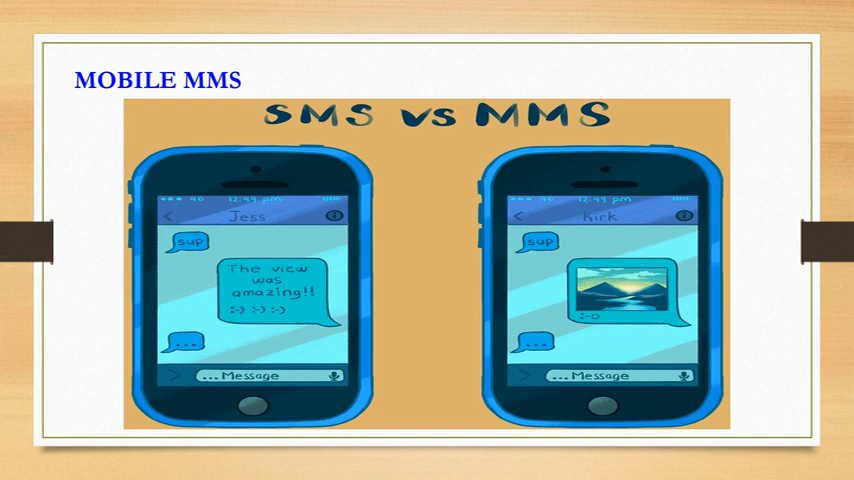 MOBILE MMS
SMS vs MMS
12:49 pm
Jess
sup
The view
was
amazing!!
:-) :-) :-)
...
...Message
12:49 pm
Kirk
sup
:-o
...
...Message